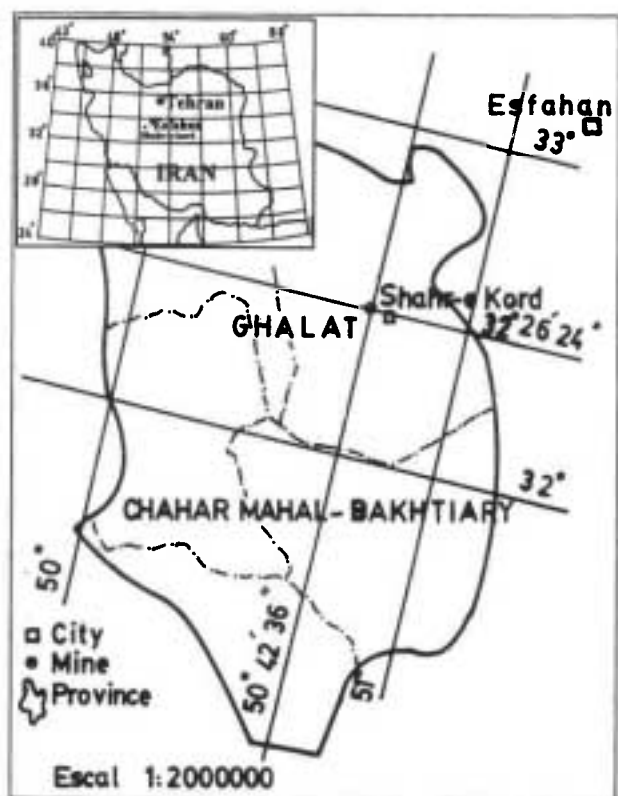 Tehran
IRAN
Esfahan
33°
Shahr-e Kord
GHALAT
32° 26' 24"
32°
CHAHAR MAHAL-BAKHTIARY
50°
50° 42' 36"
51°
City
Mine
Province
Escal 1:2000000